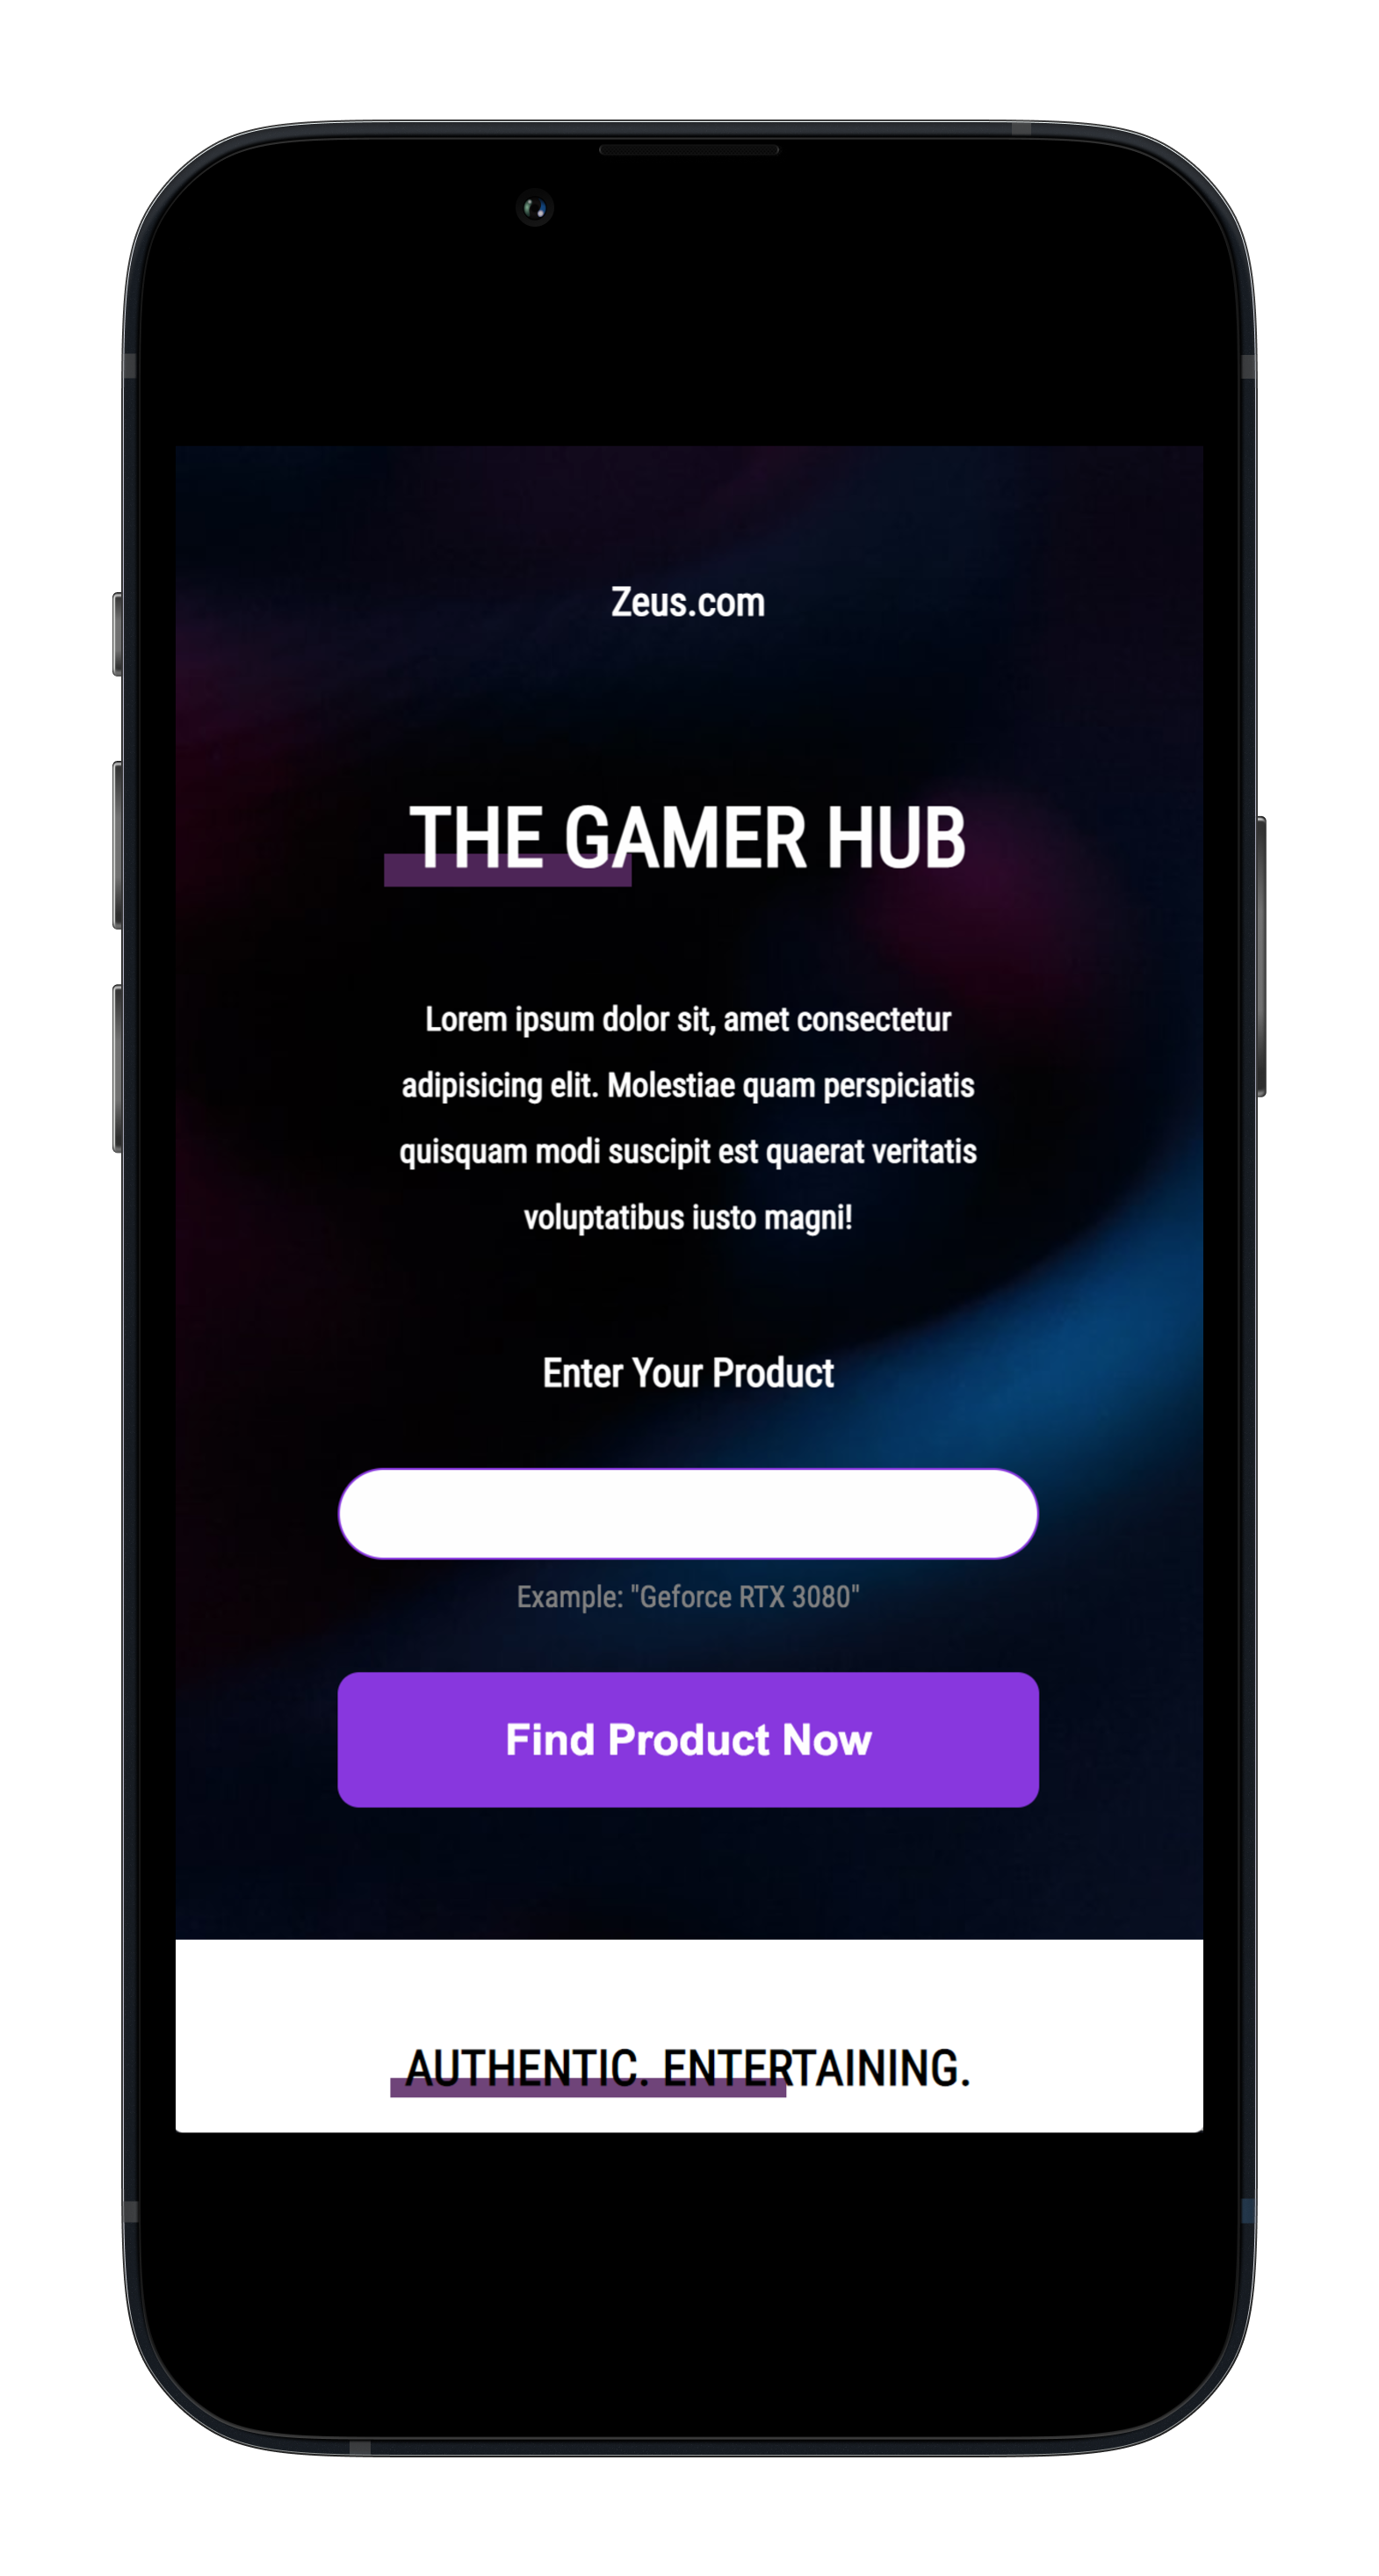 Zeus.com
THE GAMER HUB
Lorem ipsum dolor sit, amet consectetur
adipisicing elit. Molestiae quam perspiciatis
quisquam modi suscipit est quaerat veritatis
voluptatibus iusto magni!
Enter Your Product
Example: "Geforce RTX 3080"
Find Product Now
AUTHENTIC. ENTERTAINING.